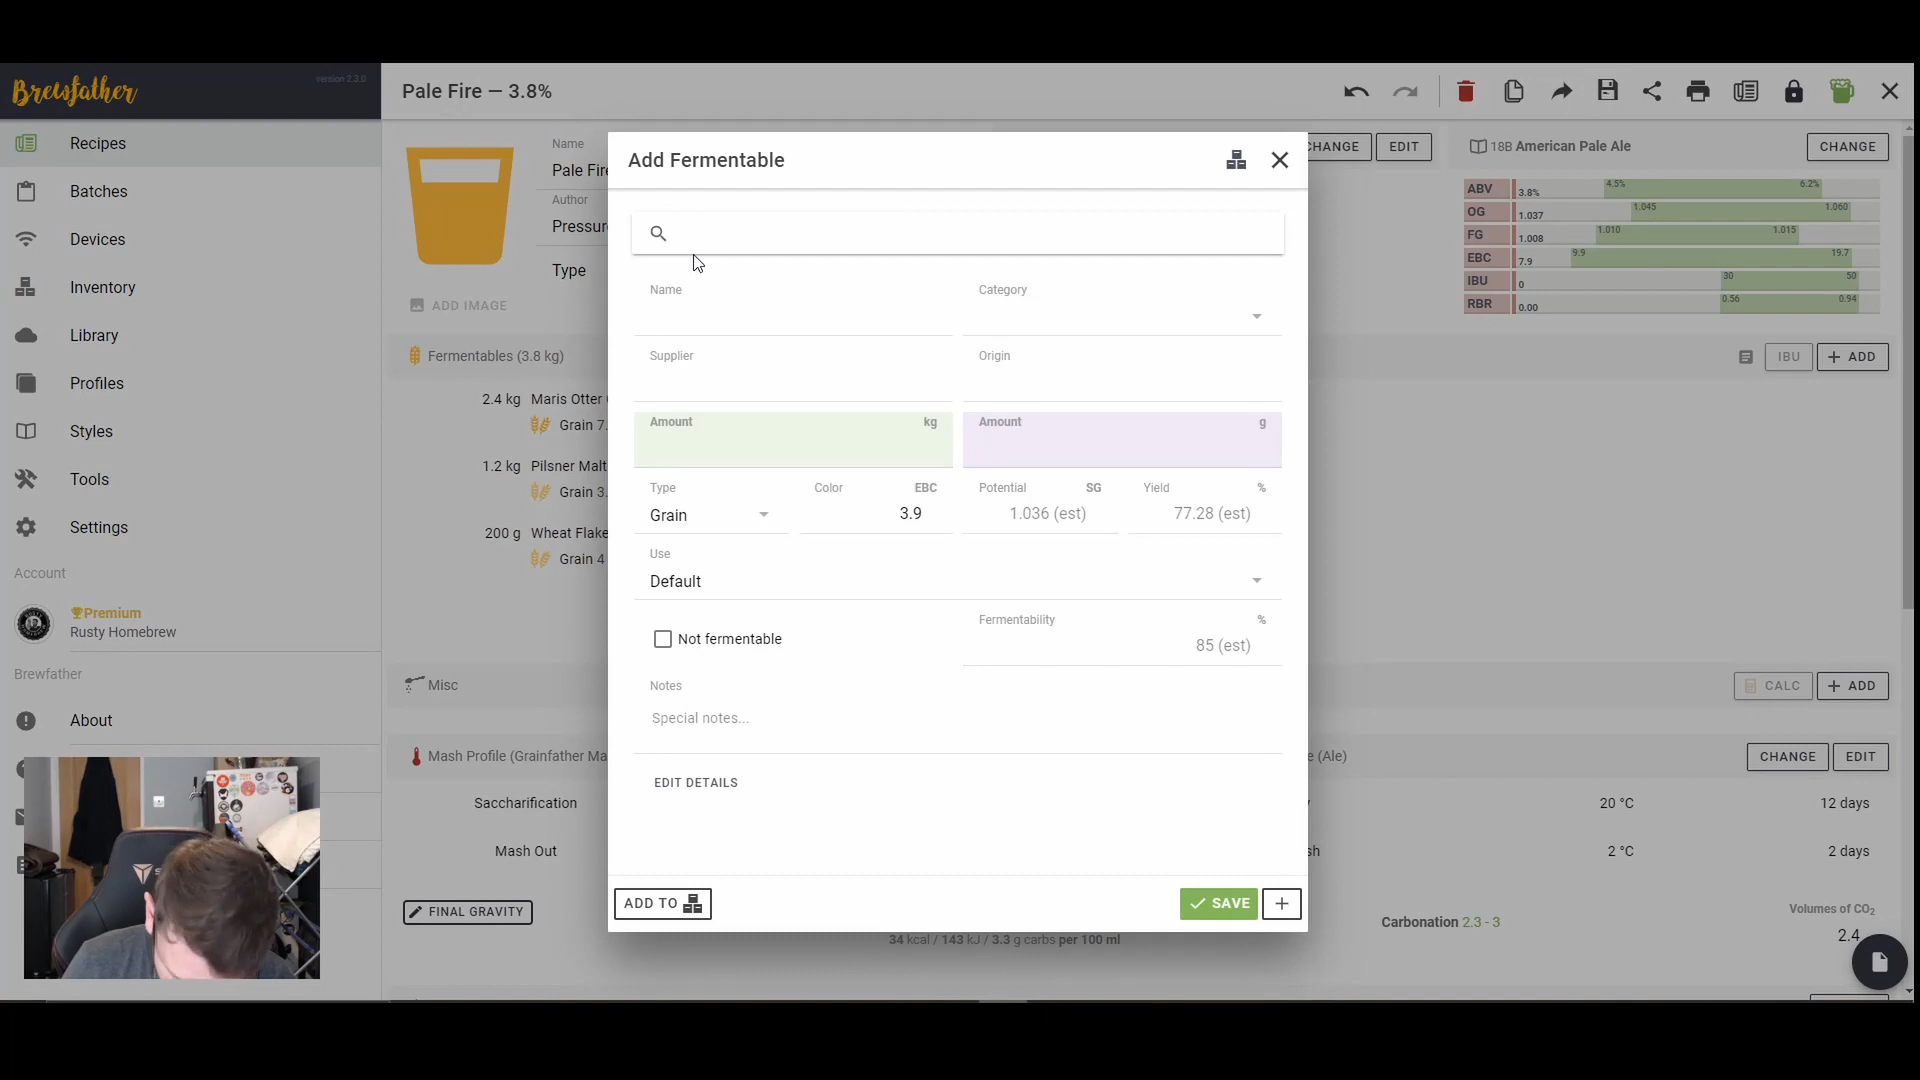 Brewfather
version 2.3.0
Pale Fire — 3.8%
Recipes
Batches
Devices
Inventory
Library
Profiles
Styles
Tools
Settings
Account
Premium
Rusty Homebrew
Brewfather
About
Name
Pale Fire
Author
Pressur
Type
ADD IMAGE
CHANGE
EDIT
18B American Pale Ale
CHANGE
ABV 3.8% 4.5% 6.2%
OG 1.037 1.045 1.060
FG 1.008 1.010 1.015
EBC 7.9 9.9 19.7
IBU 0 30 50
RBR 0.00 0.56 0.94
Fermentables (3.8 kg)
IBU
ADD
2.4 kg Maris Otter
Grain 7.
1.2 kg Pilsner Malt
Grain 3.
200 g Wheat Flake
Grain 4
Misc
CALC
ADD
Mash Profile (Grainfather Ma
Saccharification
Mash Out
FINAL GRAVITY
34 kcal / 143 kJ / 3.3 g carbs per 100 ml
e (Ale)
CHANGE
EDIT
20 °C 12 days
sh 2 °C 2 days
Carbonation 2.3 - 3
Volumes of CO2
2.4
Add Fermentable
Name
Category
Supplier
Origin
Amount kg
Amount g
Type
Grain
Color EBC
3.9
Potential SG
1.036 (est)
Yield %
77.28 (est)
Use
Default
Not fermentable
Fermentability %
85 (est)
Notes
Special notes...
EDIT DETAILS
ADD TO
SAVE